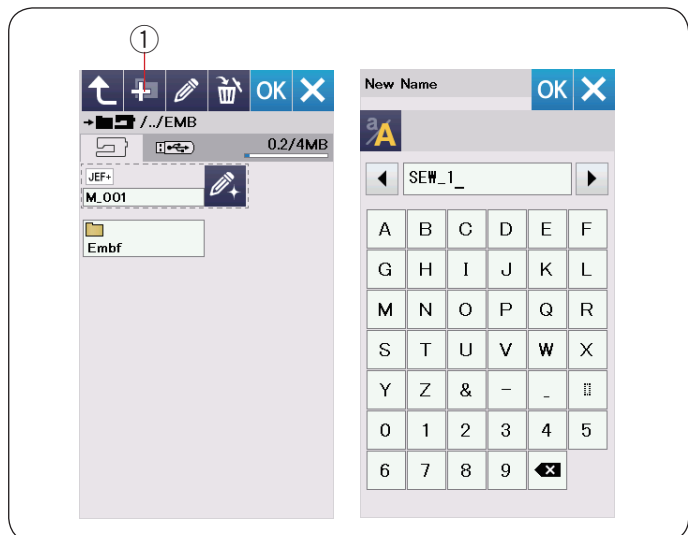 1
OK
/../EMB
0.2/4MB
JEF+
M_001
Embf
New Name OK
a/A
SEW_1_
A B C D E F
G H I J K L
M N O P Q R
S T U V W X
Y Z & - _
0 1 2 3 4 5
6 7 8 9